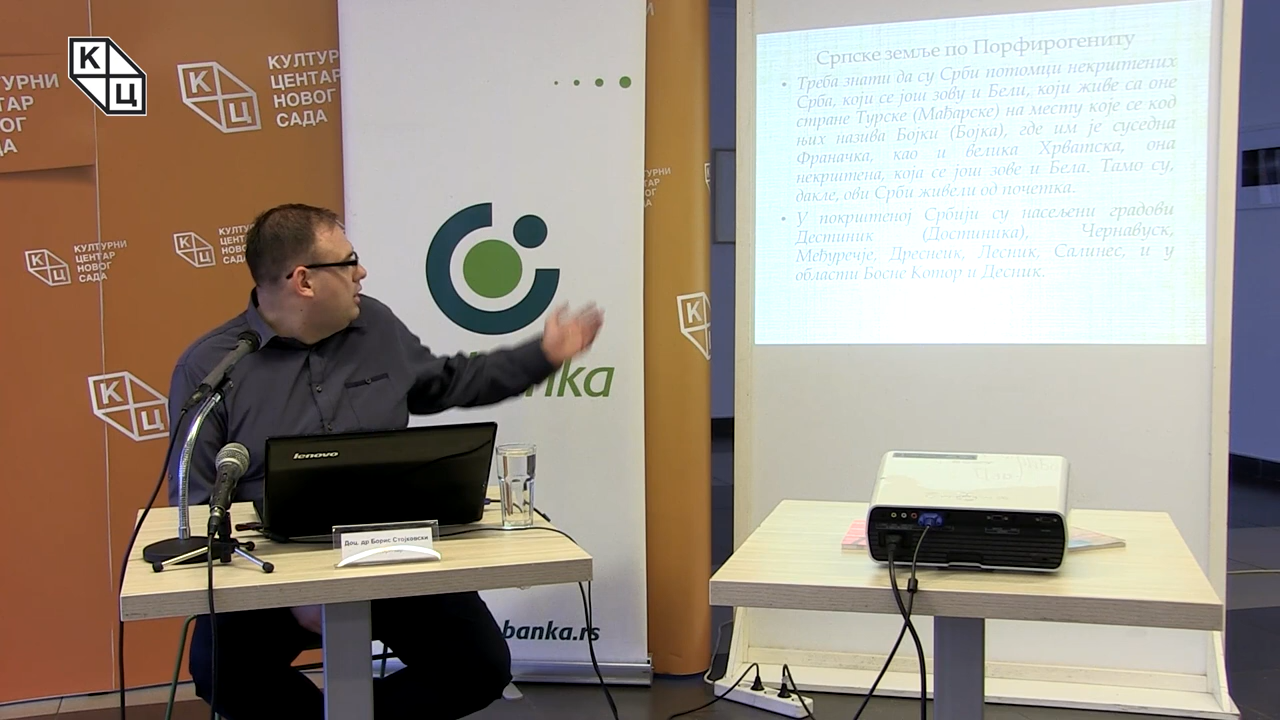 К Ц
КУЛТУРНИ
ЦЕНТАР
НОВОГ
САДА
Српске земље по Порфирогениту
• Треба знати да су Срби потомци некрштених
Срба, који се још зову и Бели, који живе са оне
стране Турске (Мађарске) на месту које се код
њих назива Бојки (Бојка), где им је суседна
Франачка, као и велика Хрватска, она
некрштена, која се још зове и Бела. Тамо су,
дакле, ови Срби живели од почетка.
• У покрштеној Србији су насељени градови
Дестиник (Достиника), Чернавуск,
Међуречје, Дреснеик, Лесник, Салинес, и у
области Босне Котор и Десник.
КУЛТУРНИ
ЦЕНТАР
НОВОГ
САДА
К Ц
lenovo
Доц. др Борис Стојковски
banka.rs